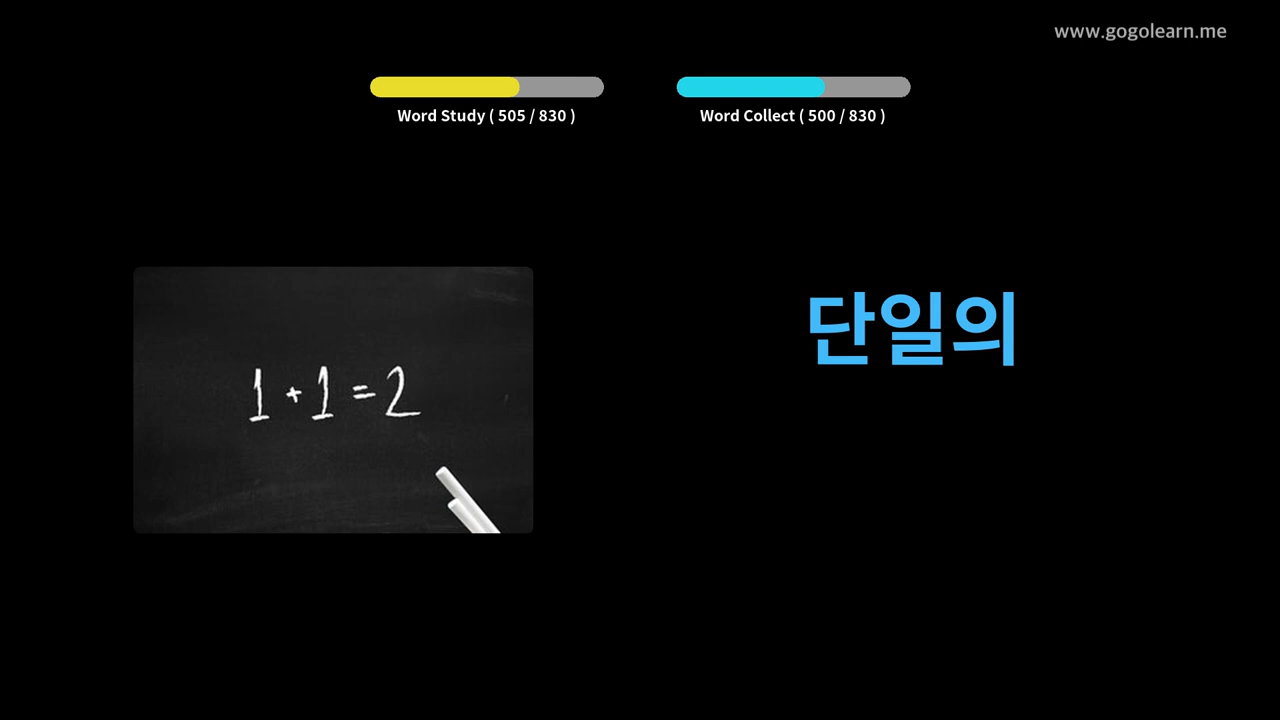 www.gogolearn.me
Word Study ( 505 / 830 )
Word Collect ( 500 / 830 )
1 + 1 = 2
단일의